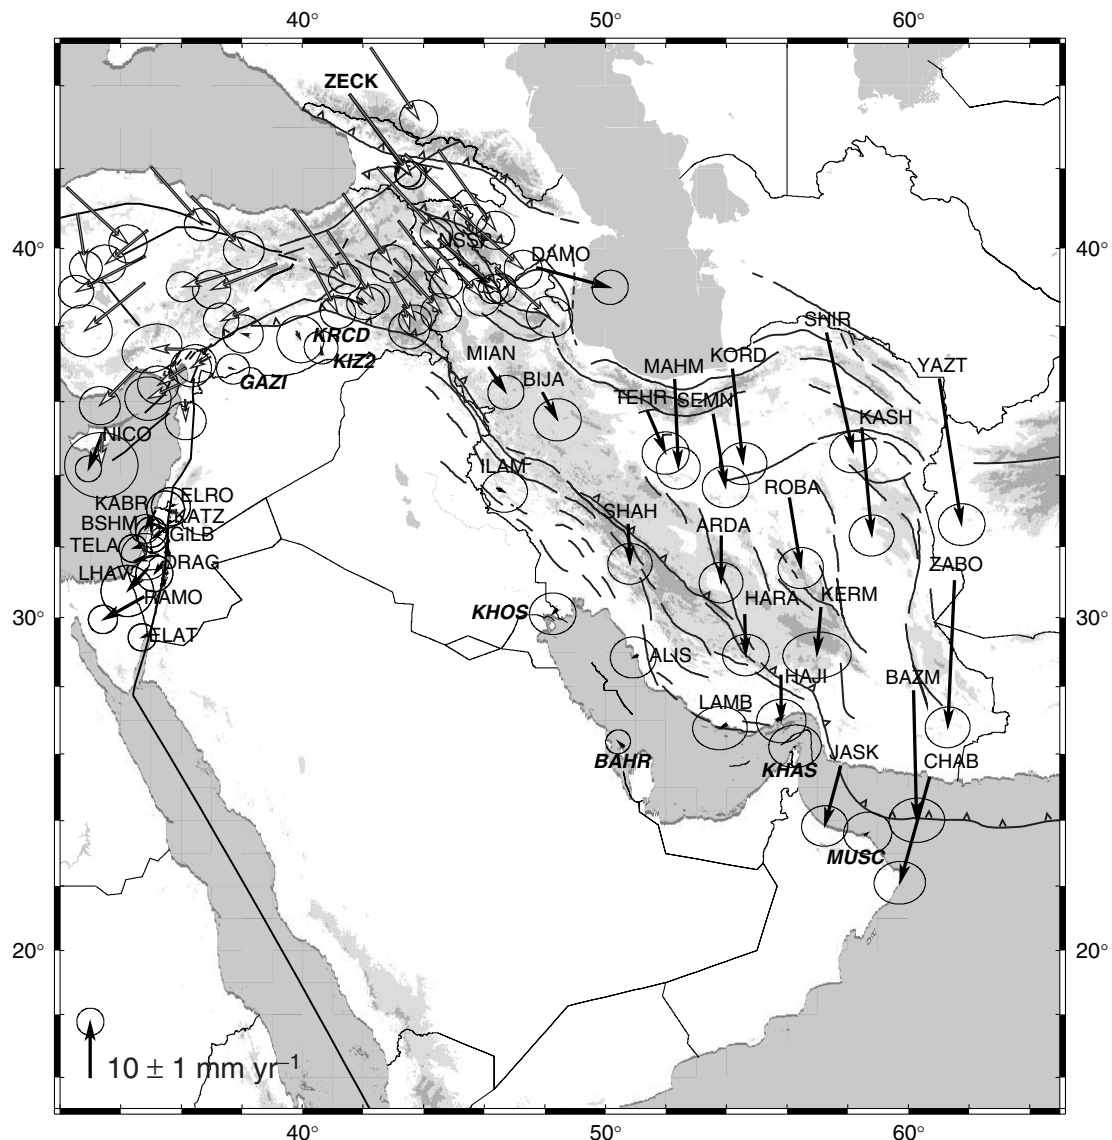 40° 50° 60°
ZECK
NSSP
40° DAMO 40°
SHIR
KRCD
KIZ2
MIAN
KORD
MAHM
YAZT
GAZI
BIJA
TEHR SEMN
KASH
NICO
ILAM
ROBA
KABR ELRO
SHAH
BSHM KATZ
ARDA
GILB
TELA
DRAG
ZABO
LHAV
RAMO
HARA KERM
KHOS
30° 30°
ELAT
ALIS
HAJI BAZM
LAMB
JASK
BAHR
KHAS
CHAB
MUSC
20° 20°
10 ± 1 mm yr⁻¹
40° 50° 60°